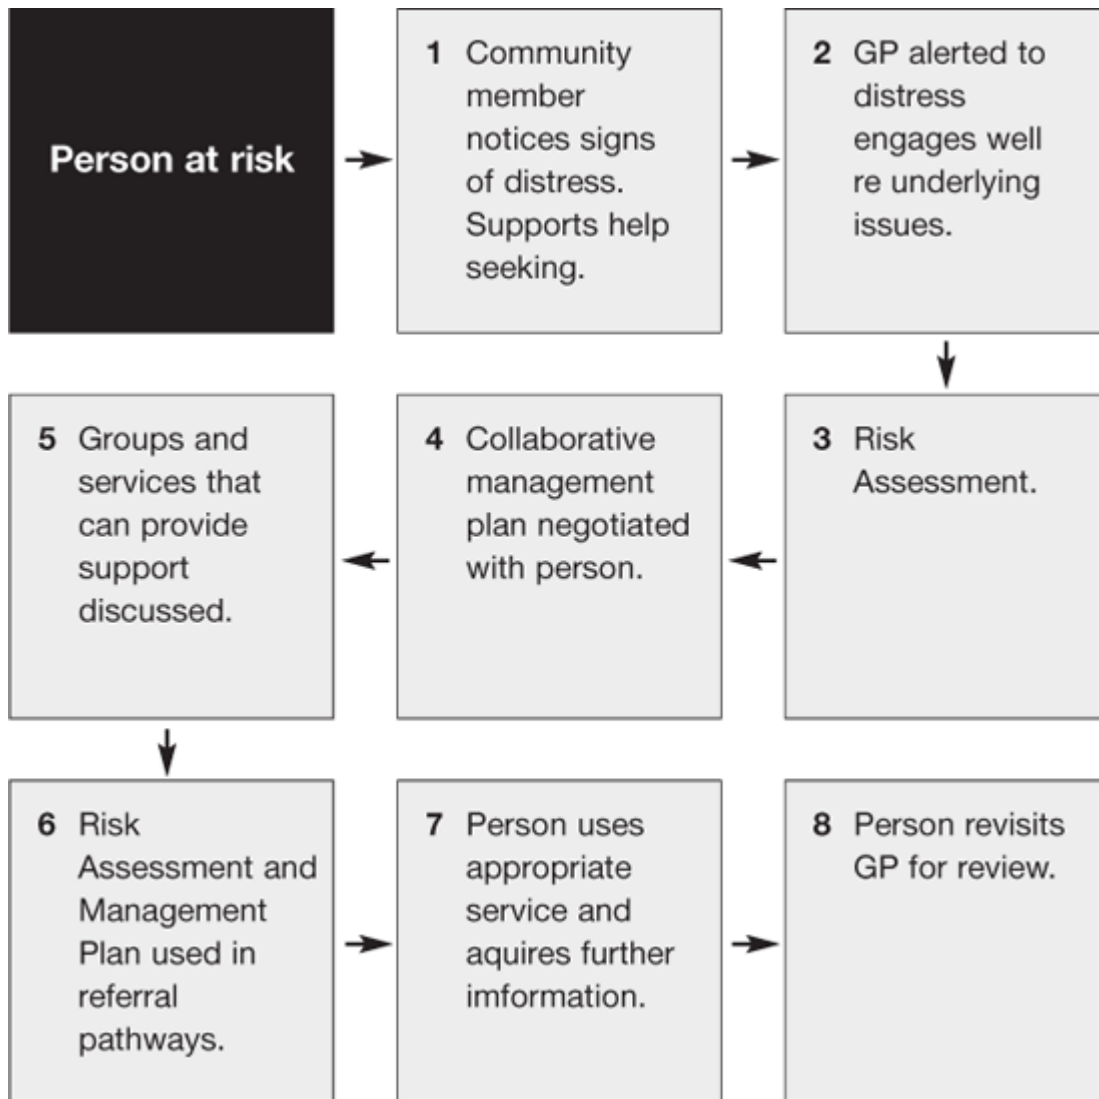 Person at risk
1 Community
member
notices signs
of distress.
Supports help
seeking.
2 GP alerted to
distress
engages well
re underlying
issues.
3 Risk
Assessment.
4 Collaborative
management
plan negotiated
with person.
5 Groups and
services that
can provide
support
discussed.
6 Risk
Assessment and
Management
Plan used in
referral
pathways.
7 Person uses
appropriate
service and
aquires further
imformation.
8 Person revisits
GP for review.